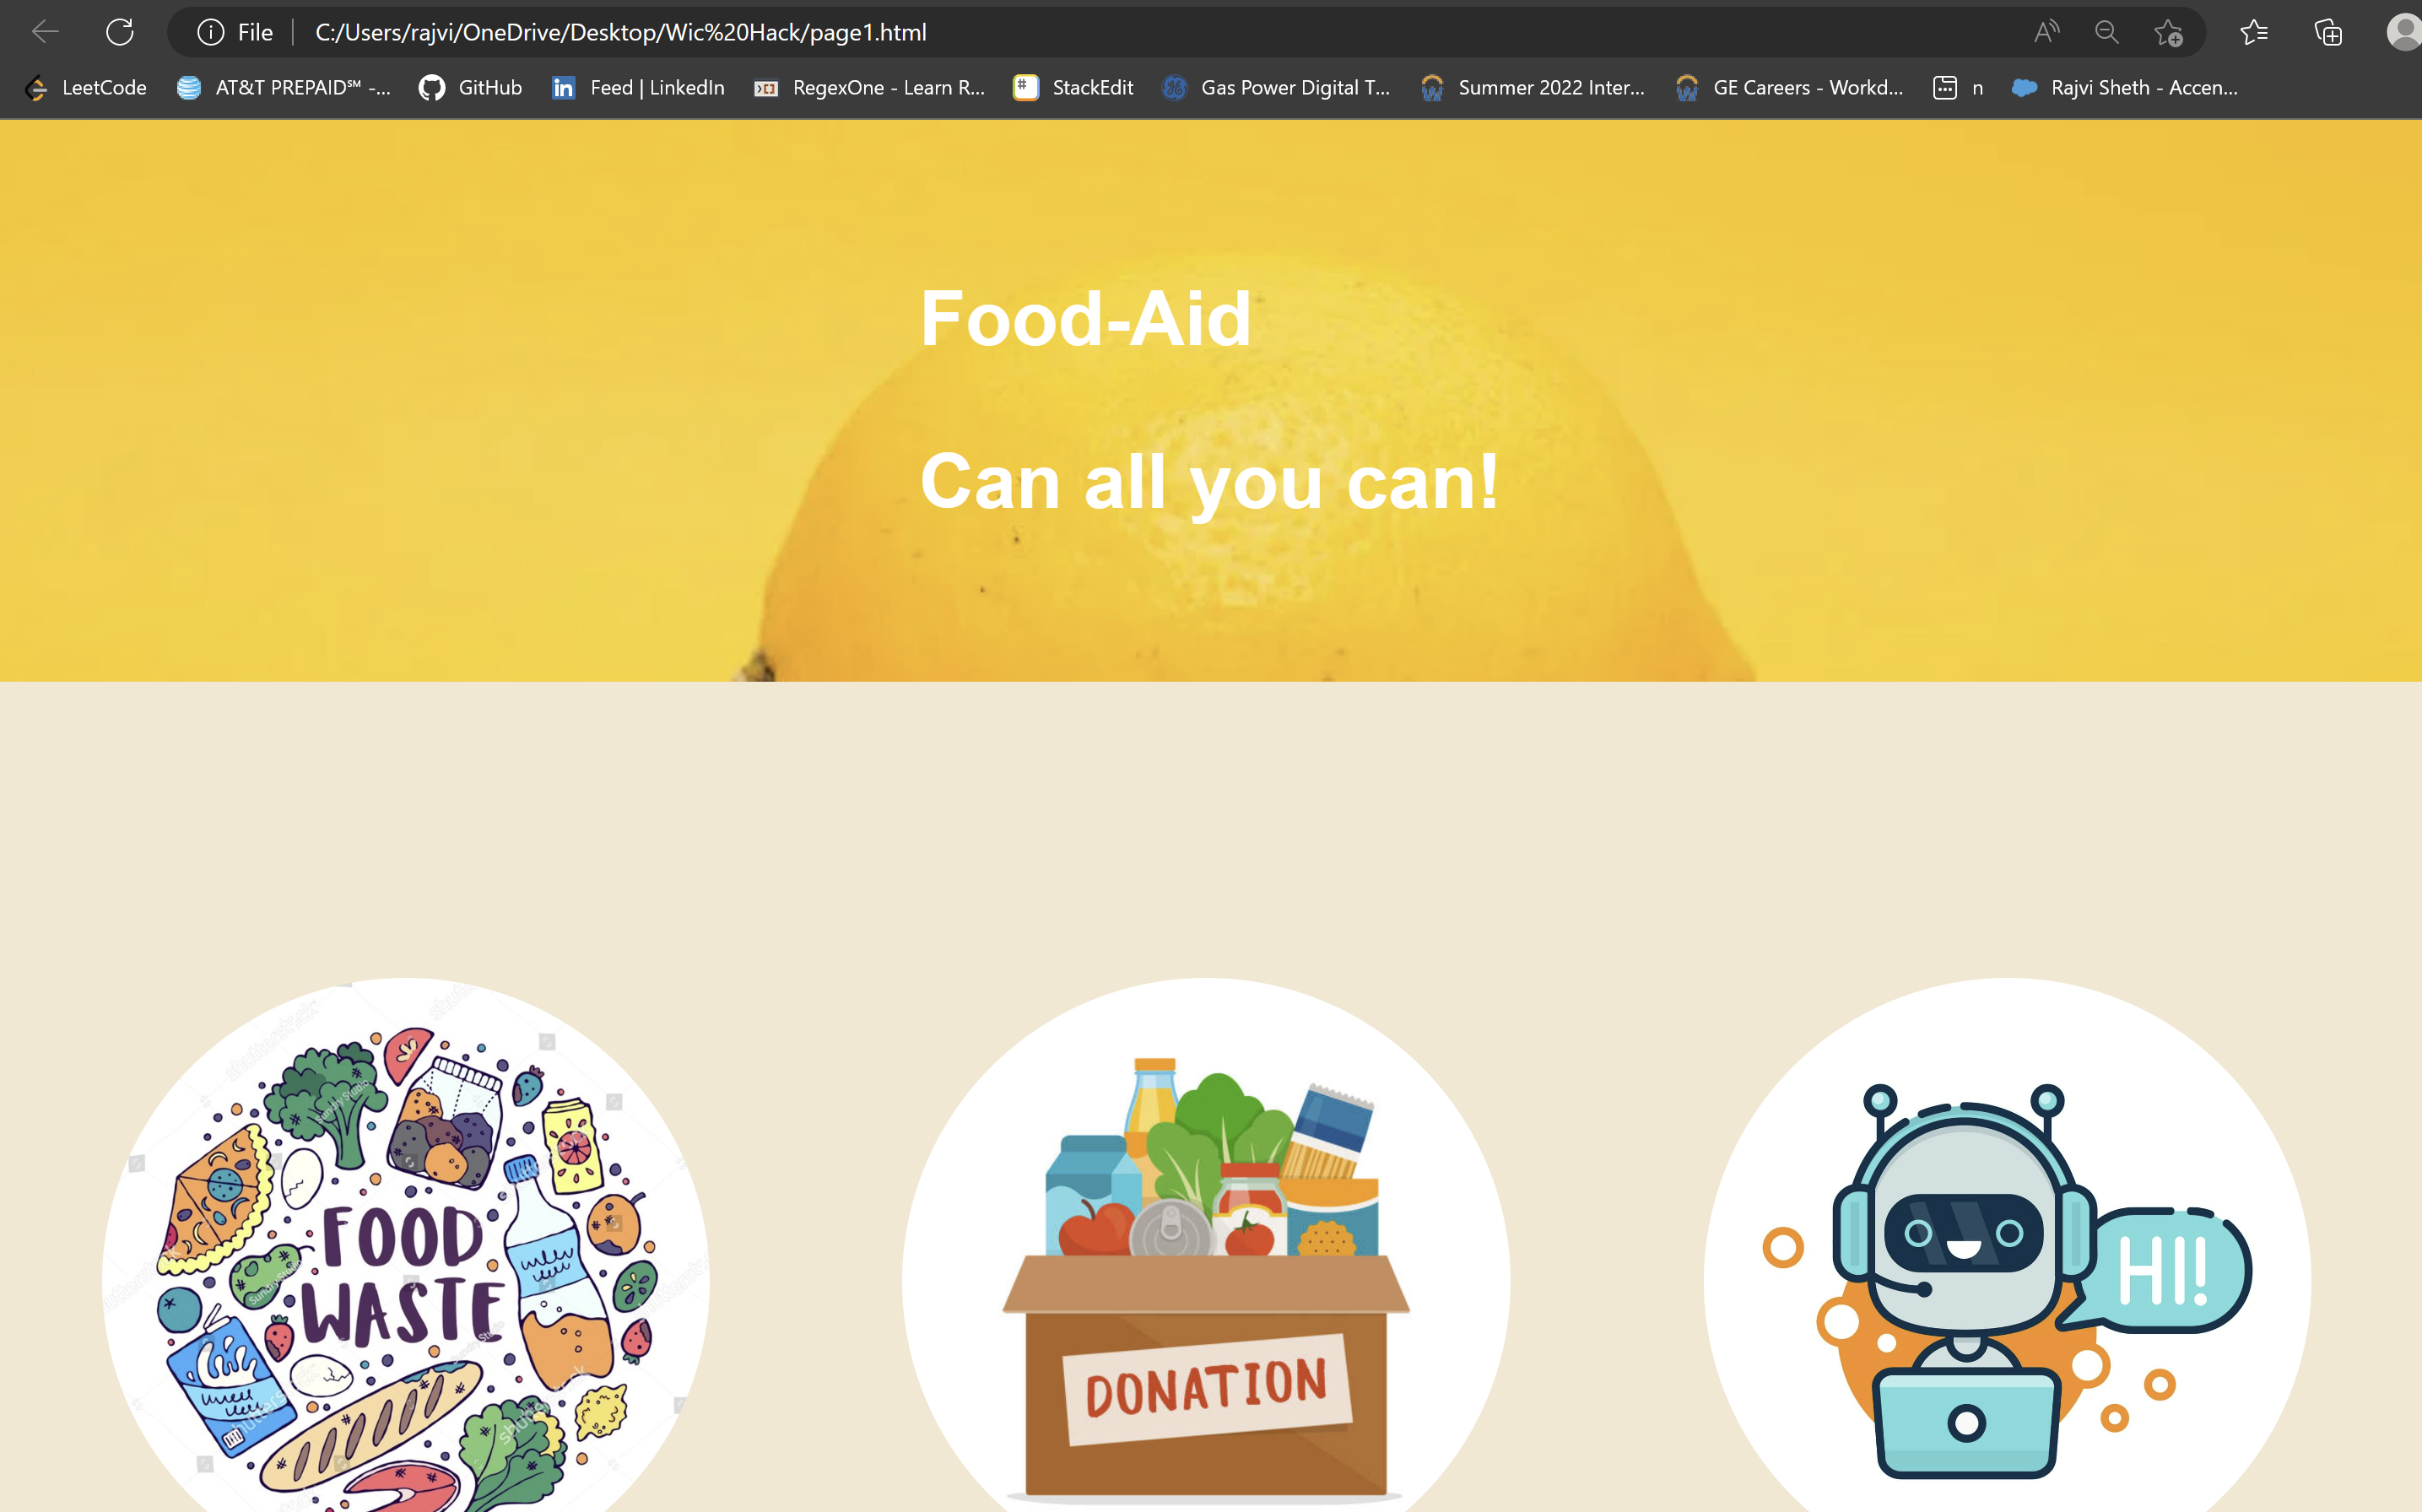 File C:/Users/rajvi/OneDrive/Desktop/Wic%20Hack/page1.html
LeetCode AT&T PREPAID℠ -... GitHub Feed | LinkedIn RegexOne - Learn R... StackEdit Gas Power Digital T... Summer 2022 Inter... GE Careers - Workd... n Rajvi Sheth - Accen...
Food-Aid
Can all you can!
FOOD
WASTE
DONATION
HI!